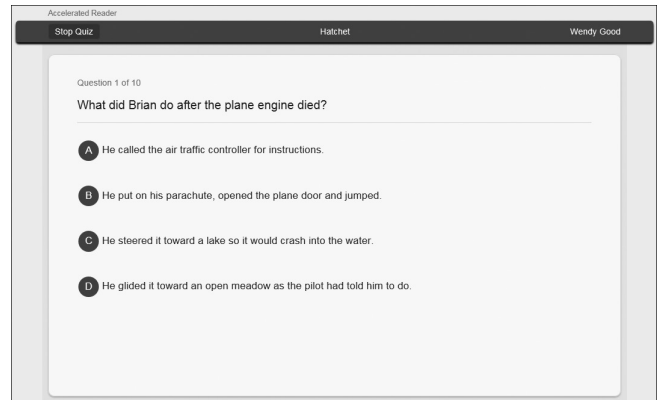 Accelerated Reader
Stop Quiz Hatchet Wendy Good
Question 1 of 10
What did Brian do after the plane engine died?
A He called the air traffic controller for instructions.
B He put on his parachute, opened the plane door and jumped.
C He steered it toward a lake so it would crash into the water.
D He glided it toward an open meadow as the pilot had told him to do.